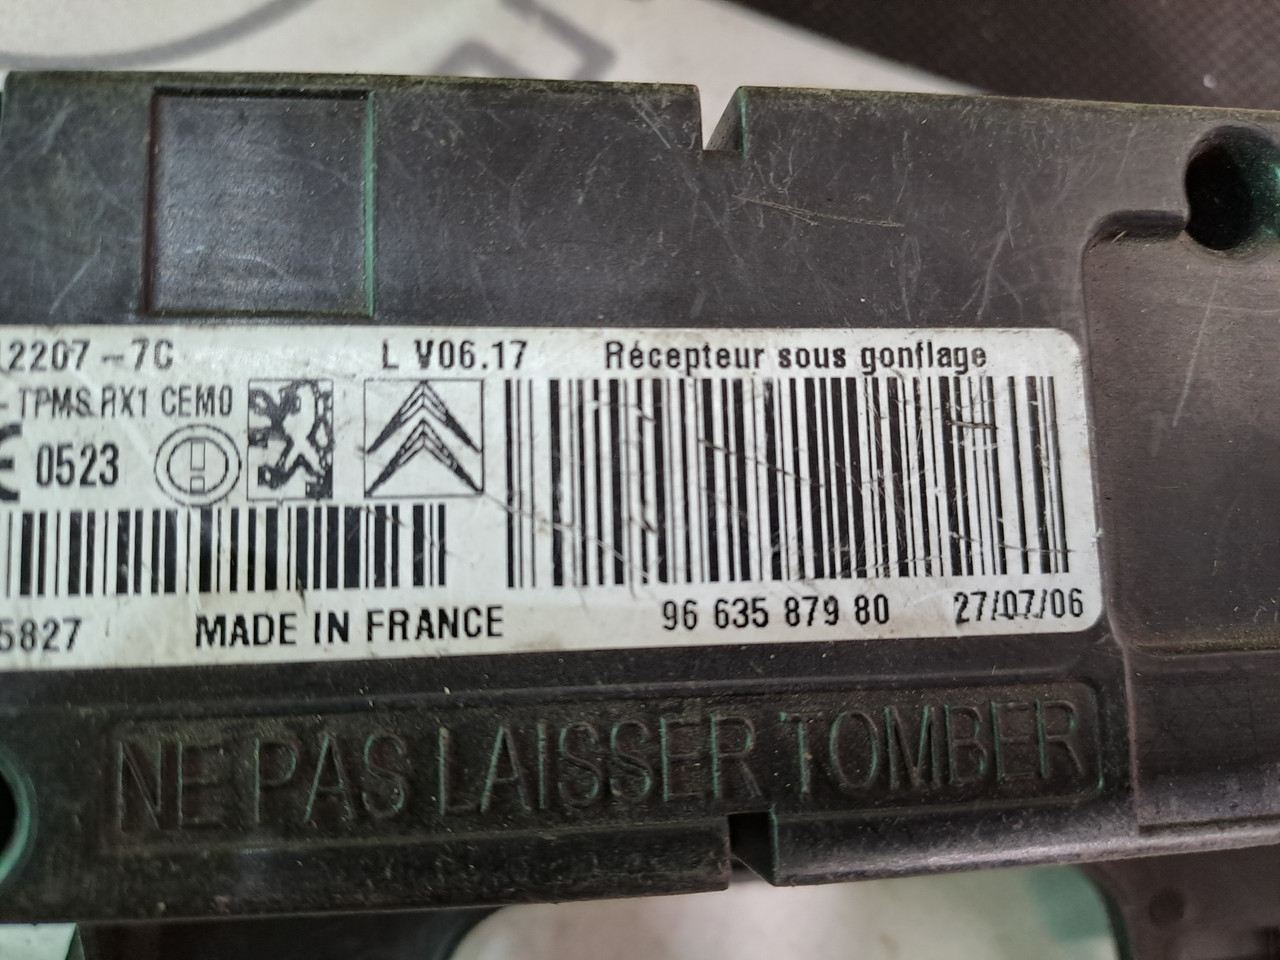 2207-7C L V06.17 Récepteur sous gonflage
-TPMS RX1 CEM0
CE 0523
5827 MADE IN FRANCE 96 635 879 80 27/07/06
NE PAS LAISSER TOMBER